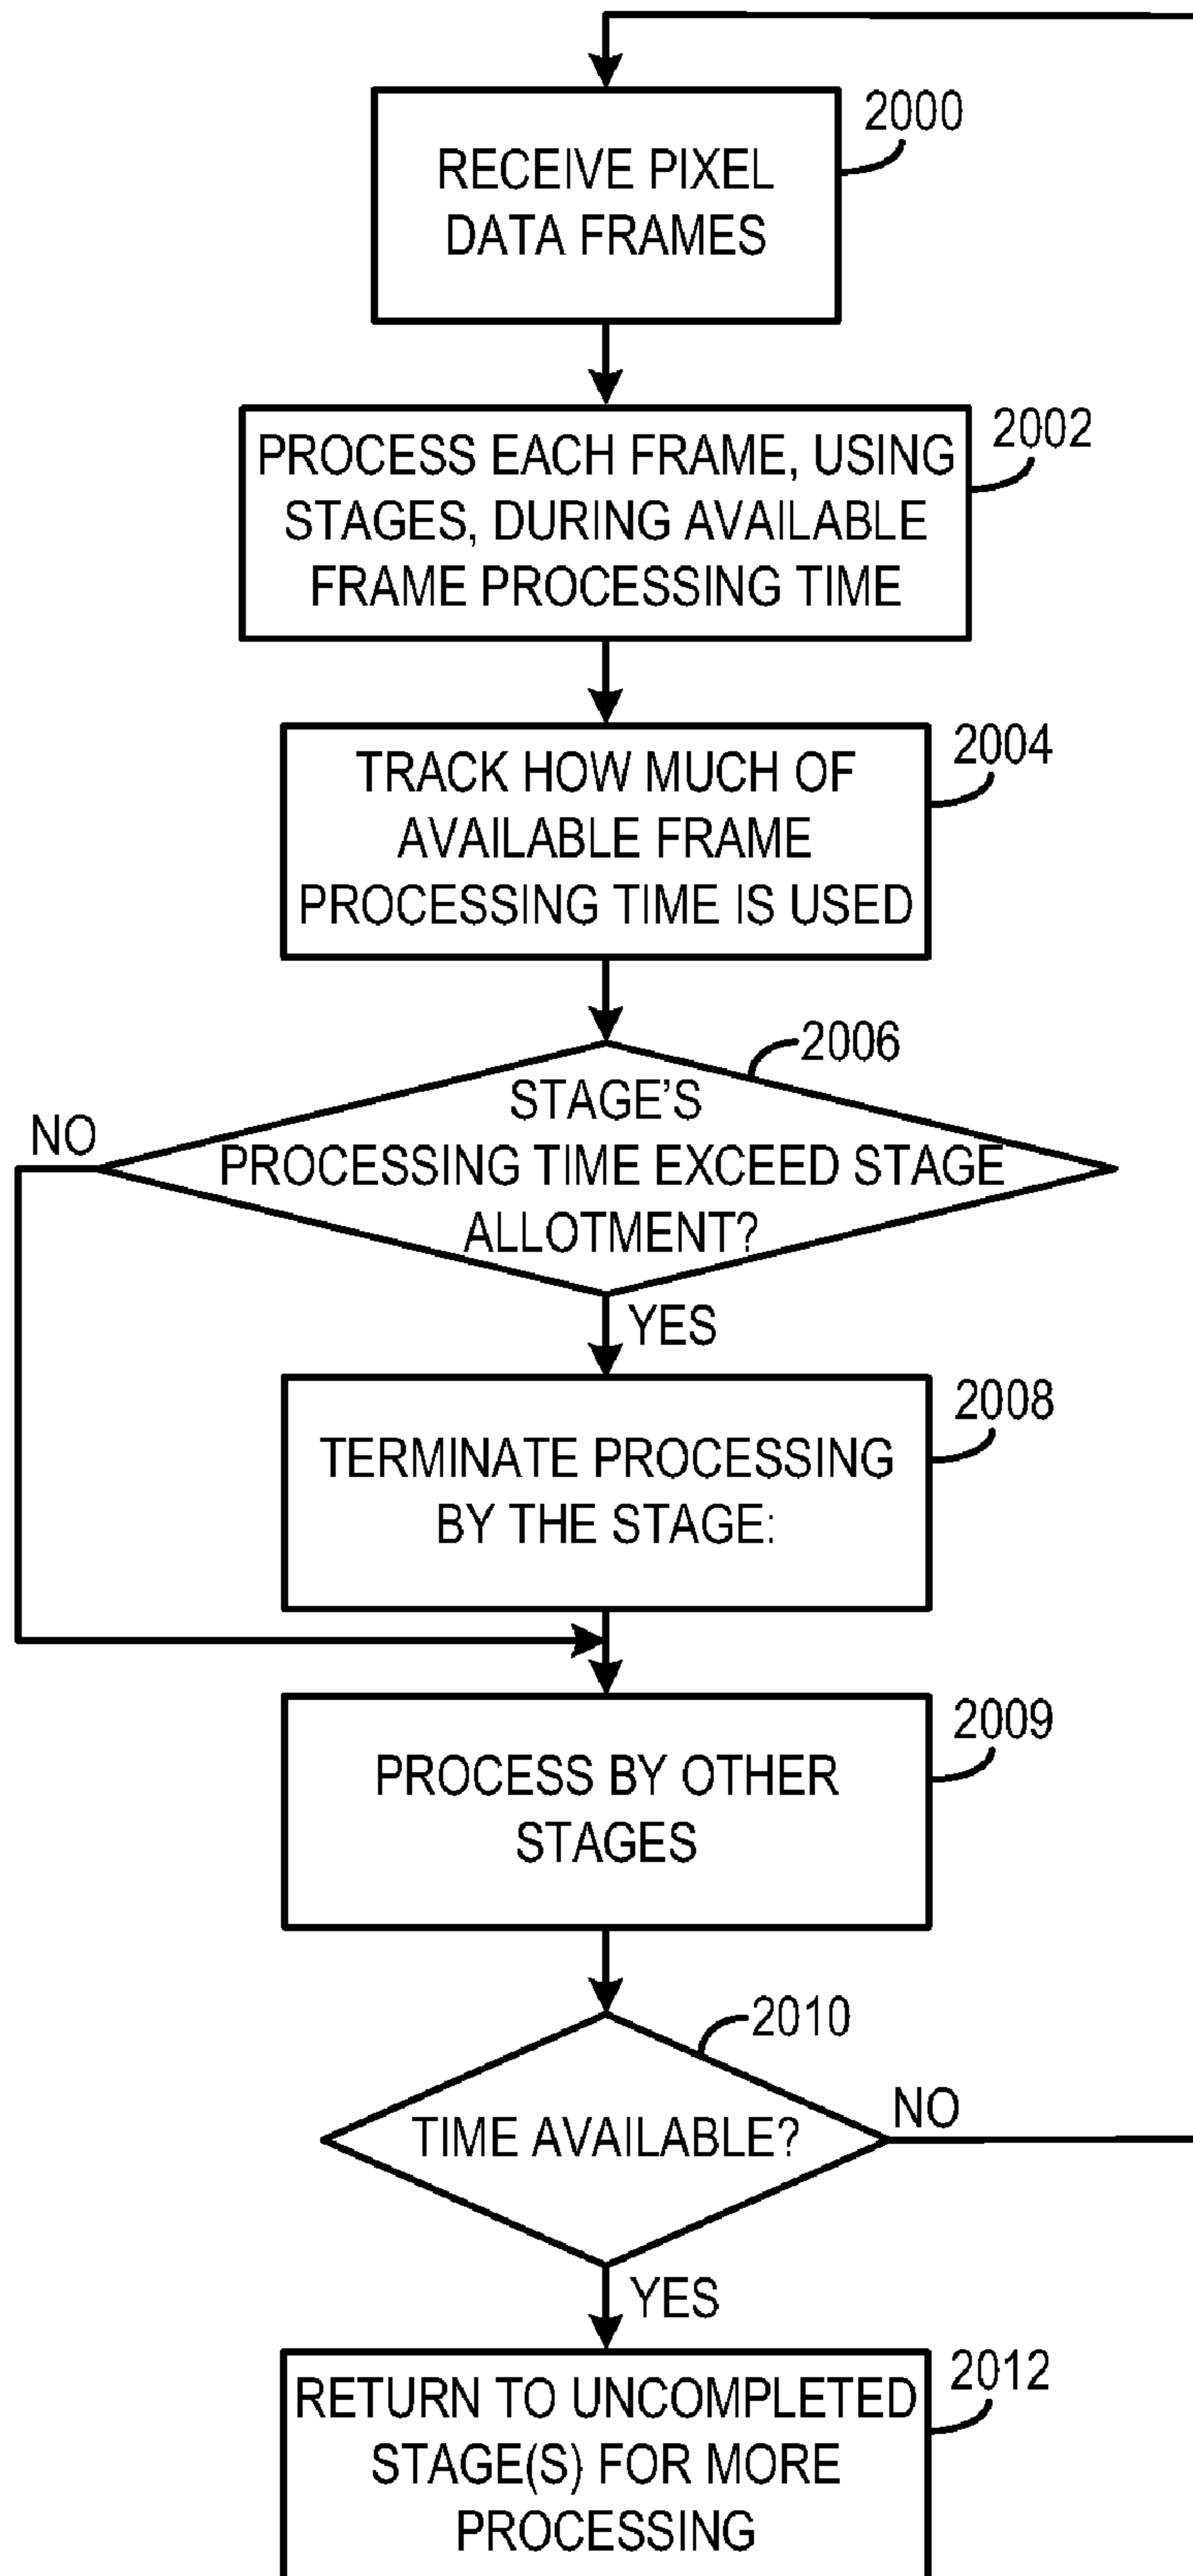 2000
RECEIVE PIXEL
DATA FRAMES
2002
PROCESS EACH FRAME, USING
STAGES, DURING AVAILABLE
FRAME PROCESSING TIME
2004
TRACK HOW MUCH OF
AVAILABLE FRAME
PROCESSING TIME IS USED
2006
STAGE'S
PROCESSING TIME EXCEED STAGE
ALLOTMENT?
NO
YES
2008
TERMINATE PROCESSING
BY THE STAGE:
2009
PROCESS BY OTHER
STAGES
2010
TIME AVAILABLE?
NO
YES
2012
RETURN TO UNCOMPLETED
STAGE(S) FOR MORE
PROCESSING